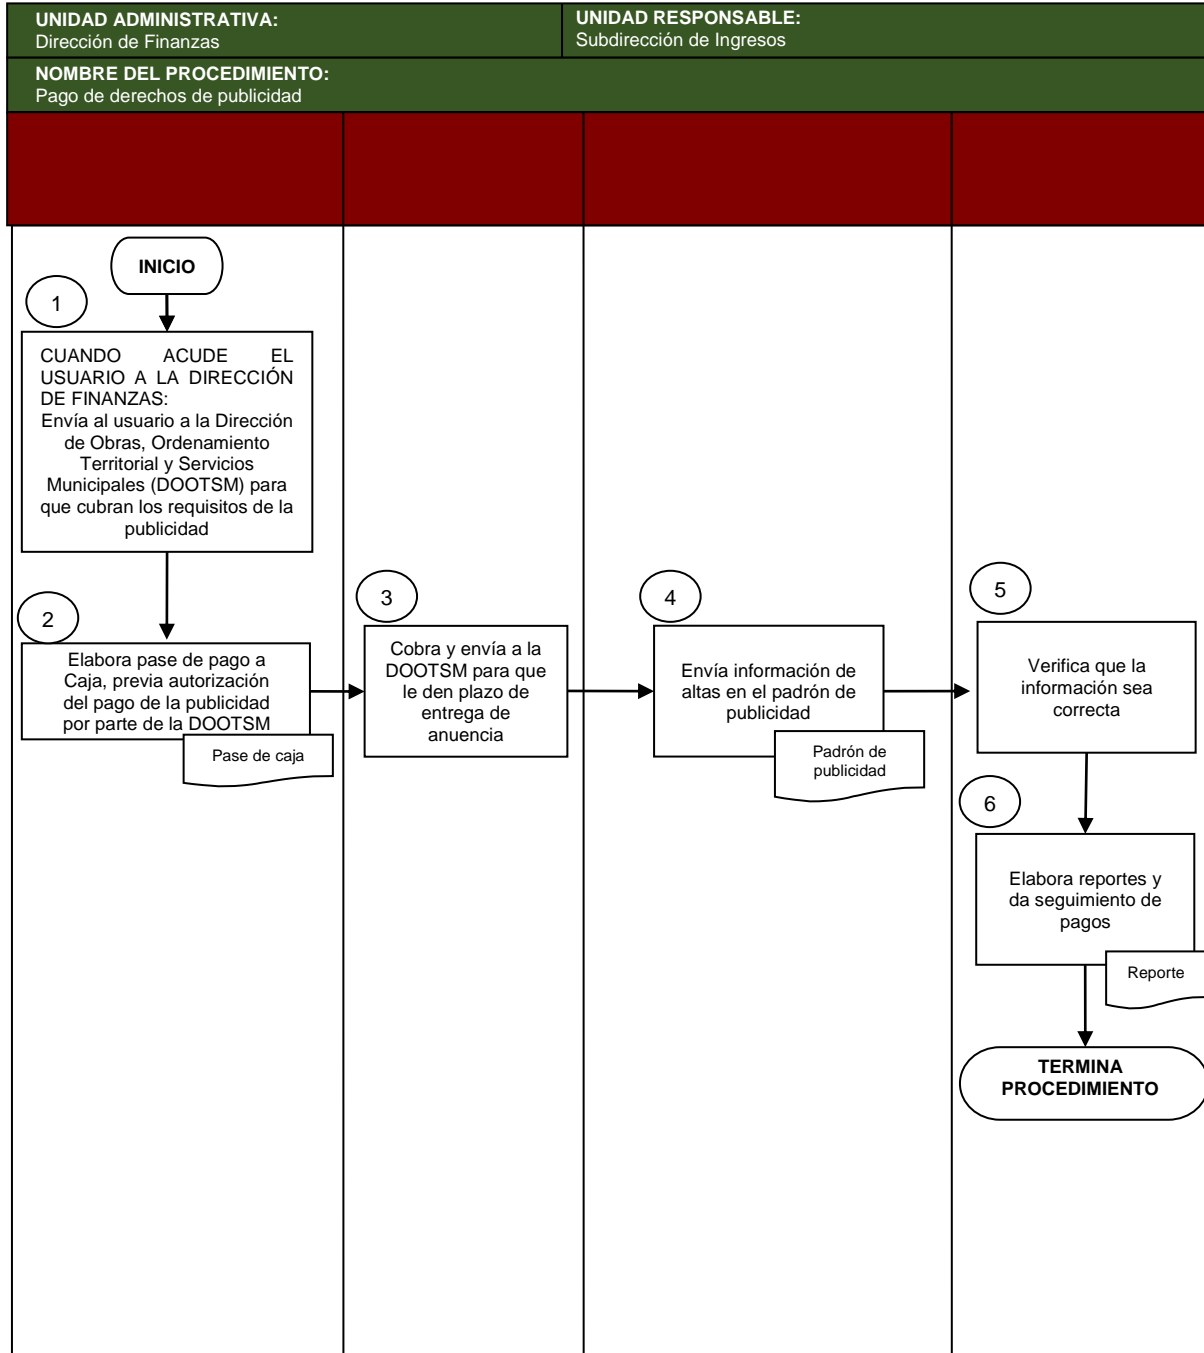 UNIDAD ADMINISTRATIVA:
Dirección de Finanzas
UNIDAD RESPONSABLE:
Subdirección de Ingresos
NOMBRE DEL PROCEDIMIENTO:
Pago de derechos de publicidad
INICIO
1
CUANDO ACUDE EL
USUARIO A LA DIRECCIÓN
DE FINANZAS:
Envía al usuario a la Dirección
de Obras, Ordenamiento
Territorial y Servicios
Municipales (DOOTSM) para
que cubran los requisitos de la
publicidad
2
Elabora pase de pago a
Caja, previa autorización
del pago de la publicidad
por parte de la DOOTSM
Pase de caja
3
Cobra y envía a la
DOOTSM para que
le den plazo de
entrega de
anuencia
4
Envía información de
altas en el padrón de
publicidad
Padrón de
publicidad
5
Verifica que la
información sea
correcta
6
Elabora reportes y
da seguimiento de
pagos
Reporte
TERMINA
PROCEDIMIENTO